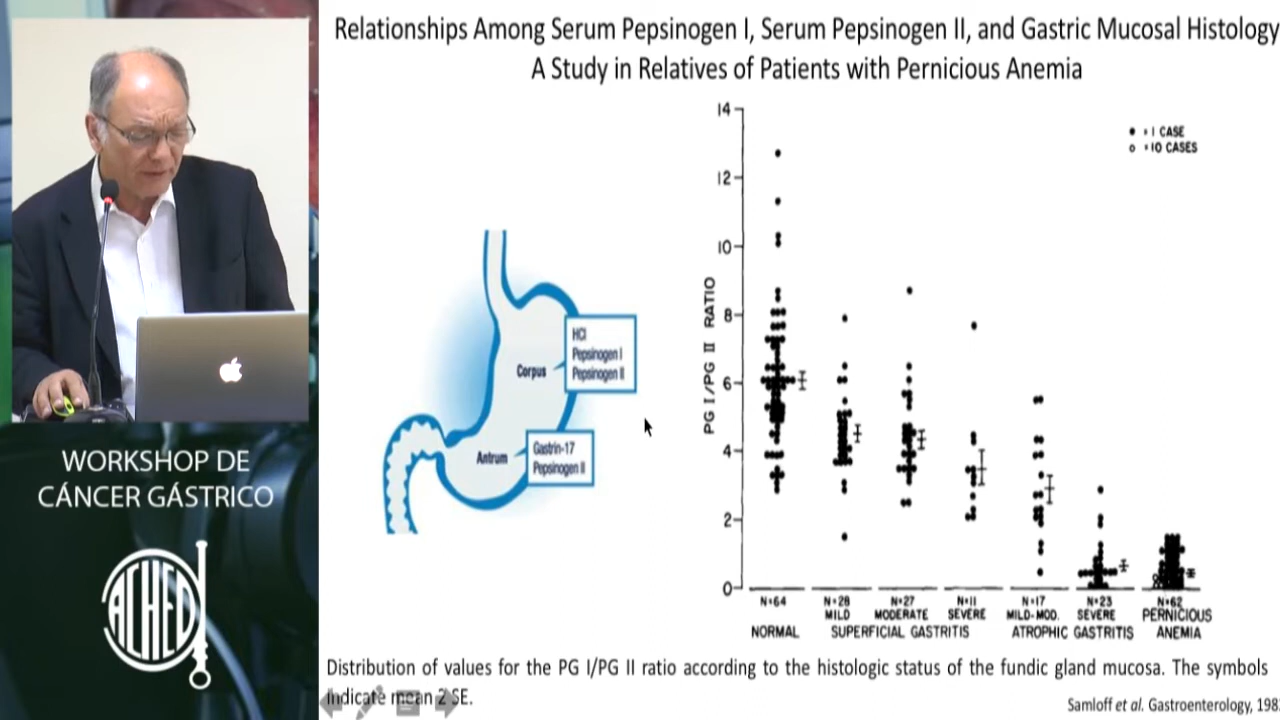 Relationships Among Serum Pepsinogen I, Serum Pepsinogen II, and Gastric Mucosal Histology
A Study in Relatives of Patients with Pernicious Anemia
HCl
Pepsinogen I
Pepsinogen II
Corpus
Gastrin-17
Pepsinogen II
Antrum
PG I/PG II RATIO
14
12
10
8
6
4
2
0
• = 1 CASE
○ = 10 CASES
N=64
NORMAL
N=28
MILD
N=27
MODERATE
N=11
SEVERE
SUPERFICIAL GASTRITIS
N=17
MILD-MOD.
N=23
SEVERE
ATROPHIC GASTRITIS
N=62
PERNICIOUS
ANEMIA
Distribution of values for the PG I/PG II ratio according to the histologic status of the fundic gland mucosa. The symbols
indicate mean 2 SE.
Samloff et al. Gastroenterology, 198
WORKSHOP DE
CÁNCER GÁSTRICO
ACHED